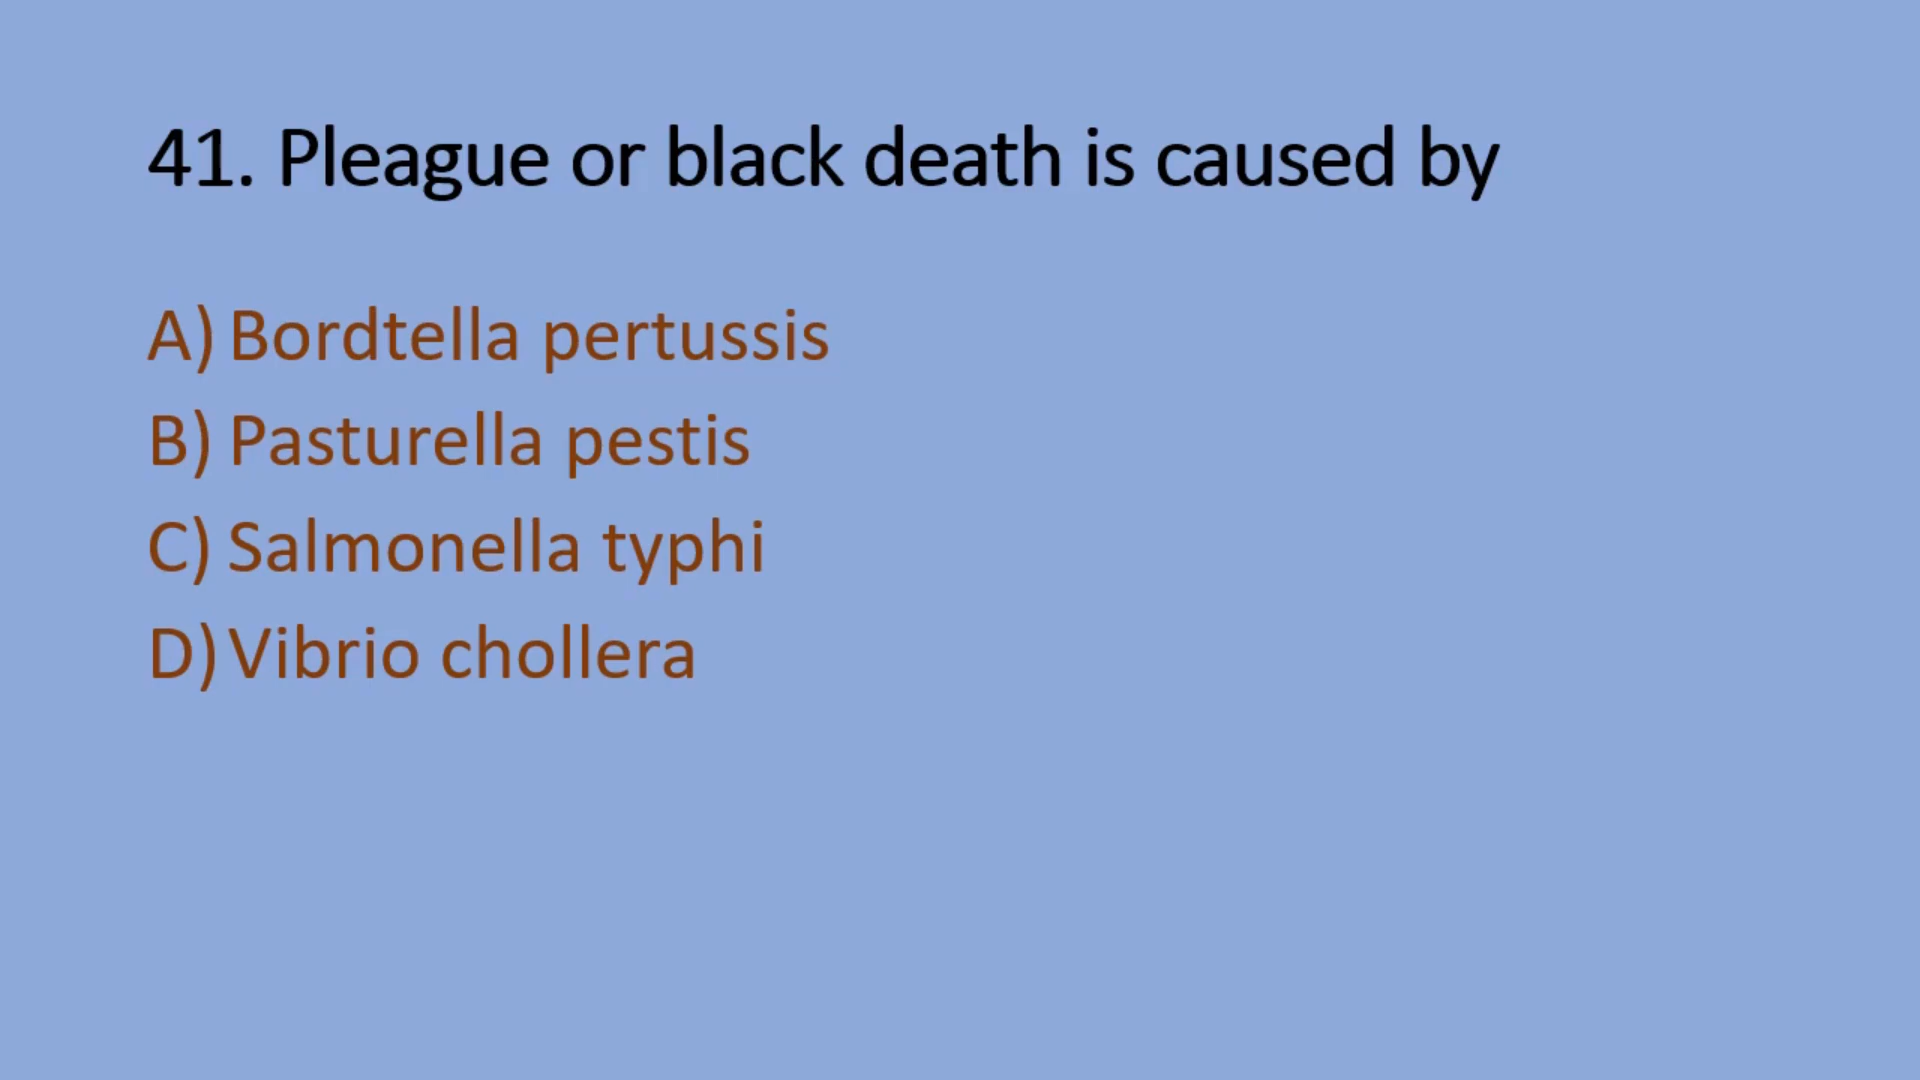 41. Pleague or black death is caused by
A) Bordtella pertussis
B) Pasturella pestis
C) Salmonella typhi
D) Vibrio chollera